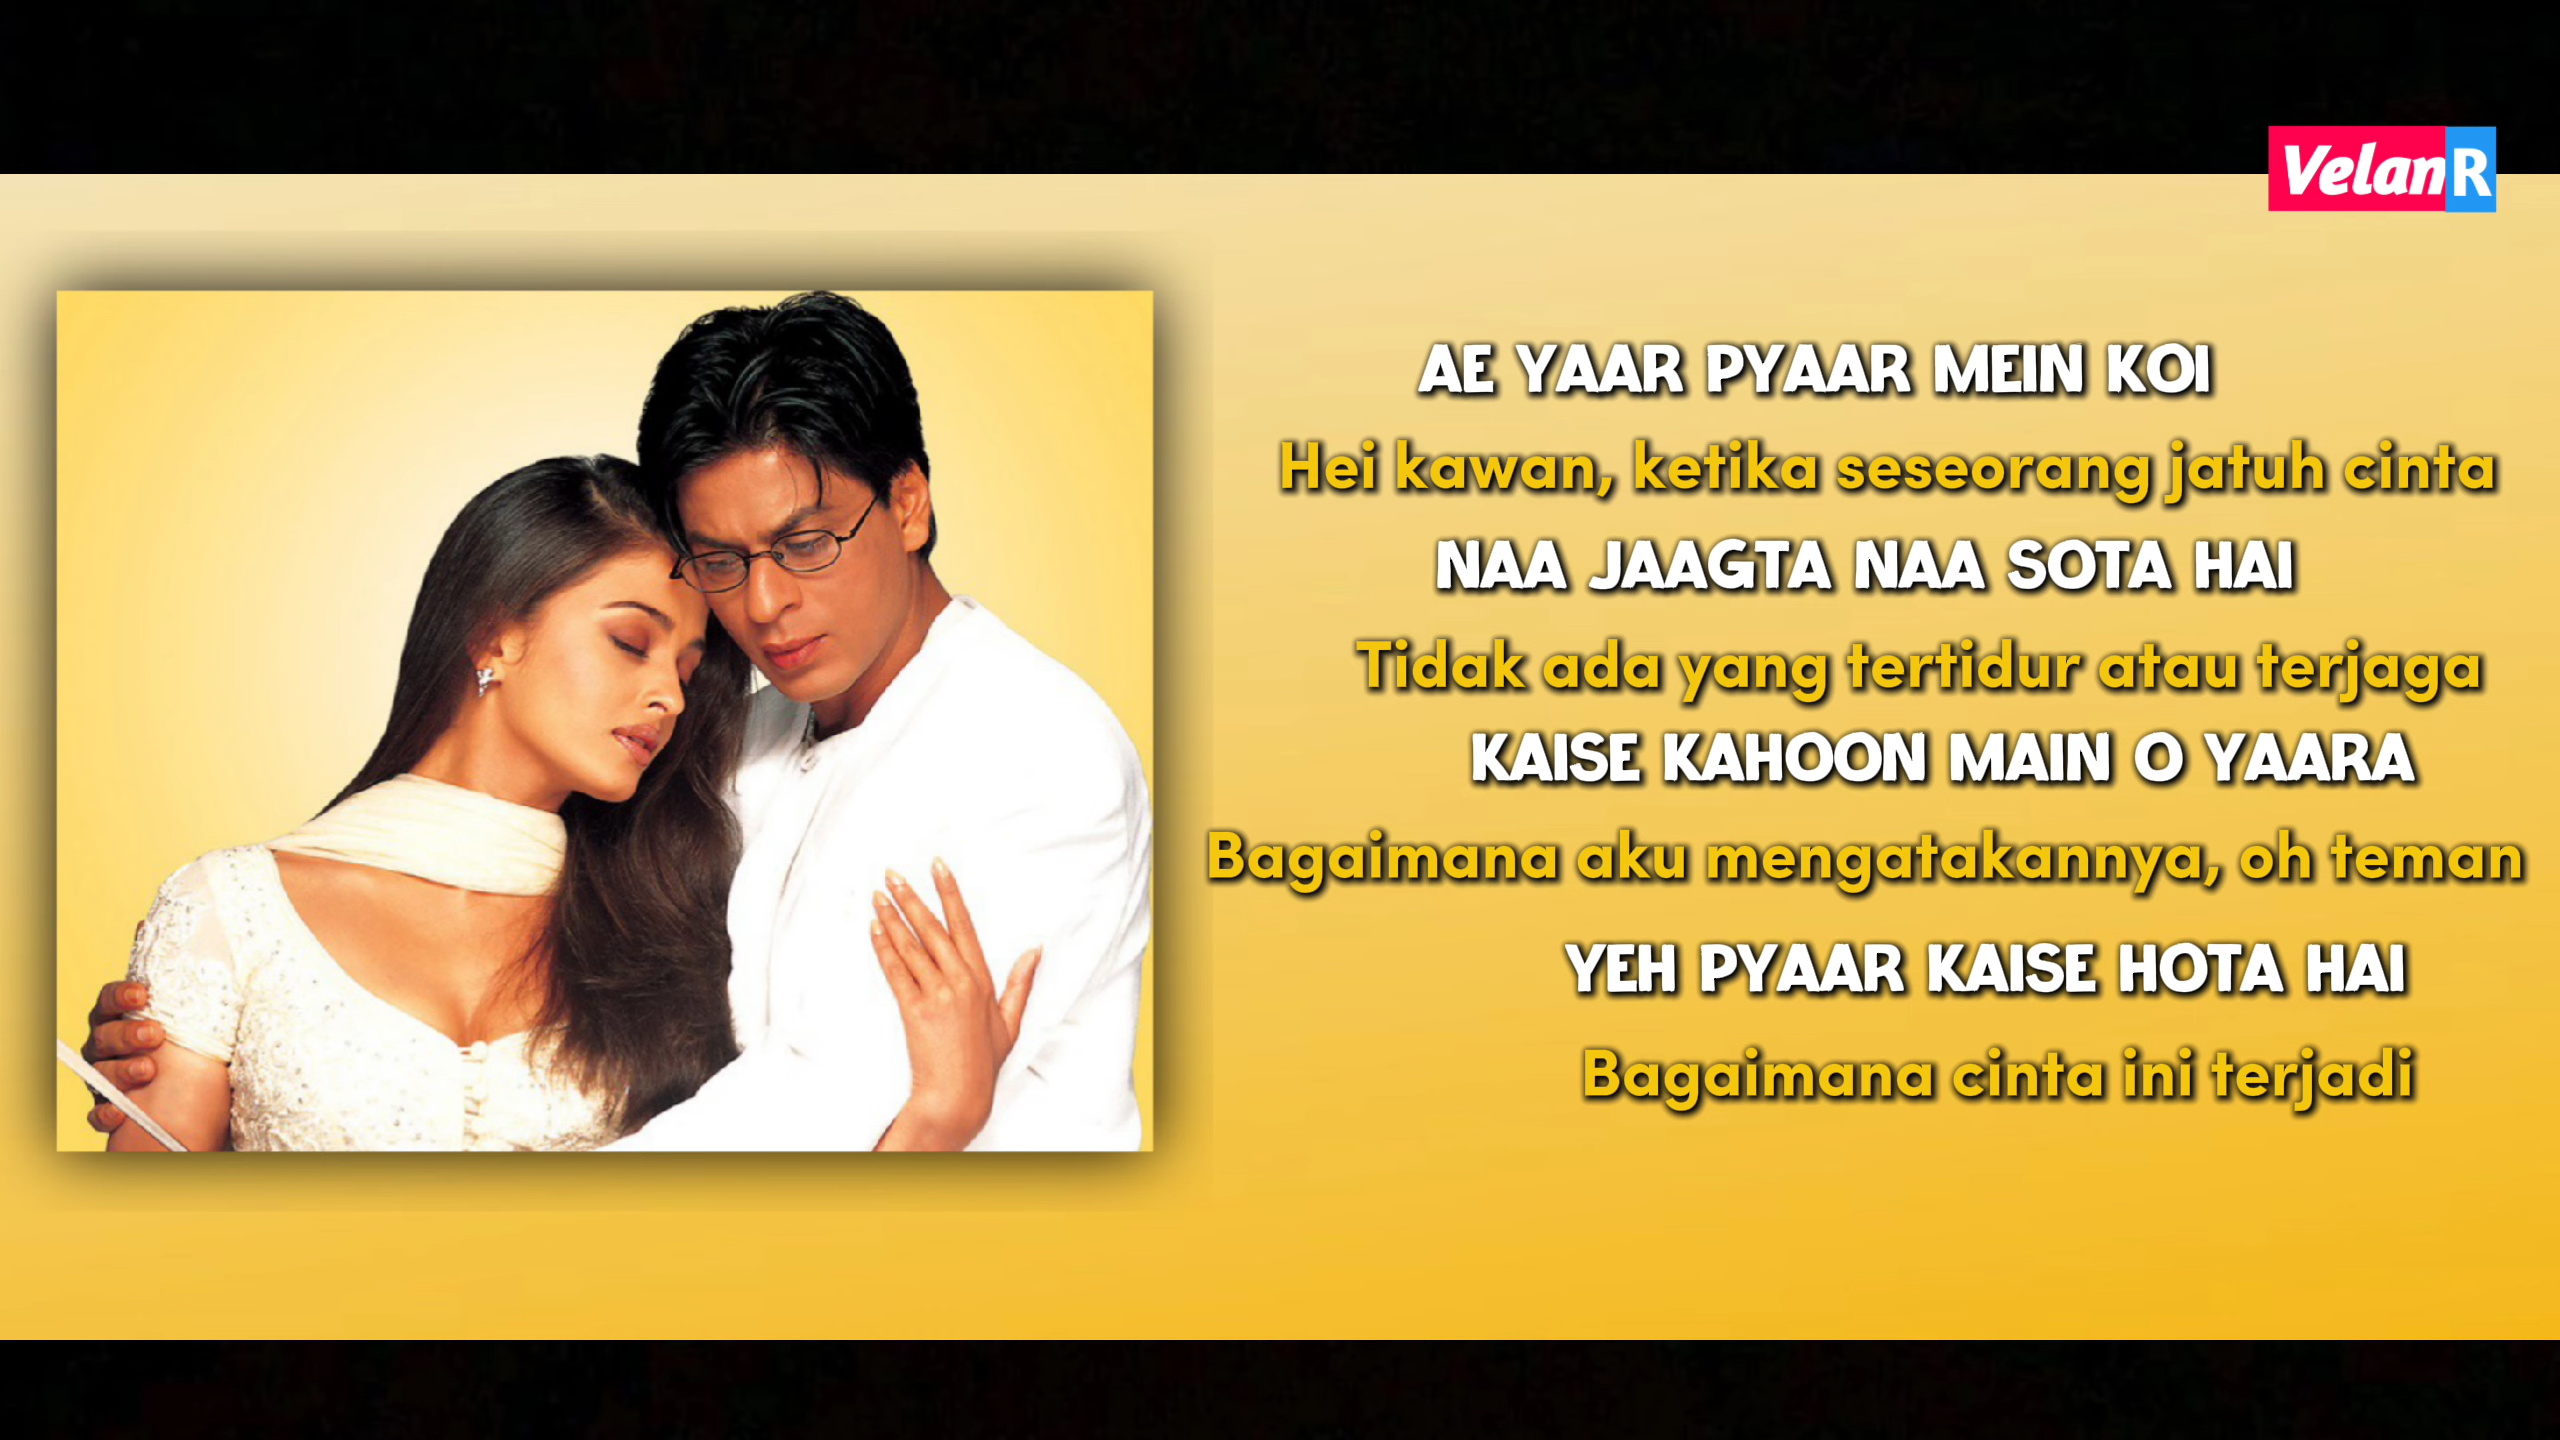 VelanR
AE YAAR PYAAR MEIN KOI
Hei kawan, ketika seseorang jatuh cinta
NAA JAAGTA NAA SOTA HAI
Tidak ada yang tertidur atau terjaga
KAISE KAHOON MAIN O YAARA
Bagaimana aku mengatakannya, oh teman
YEH PYAAR KAISE HOTA HAI
Bagaimana cinta ini terjadi